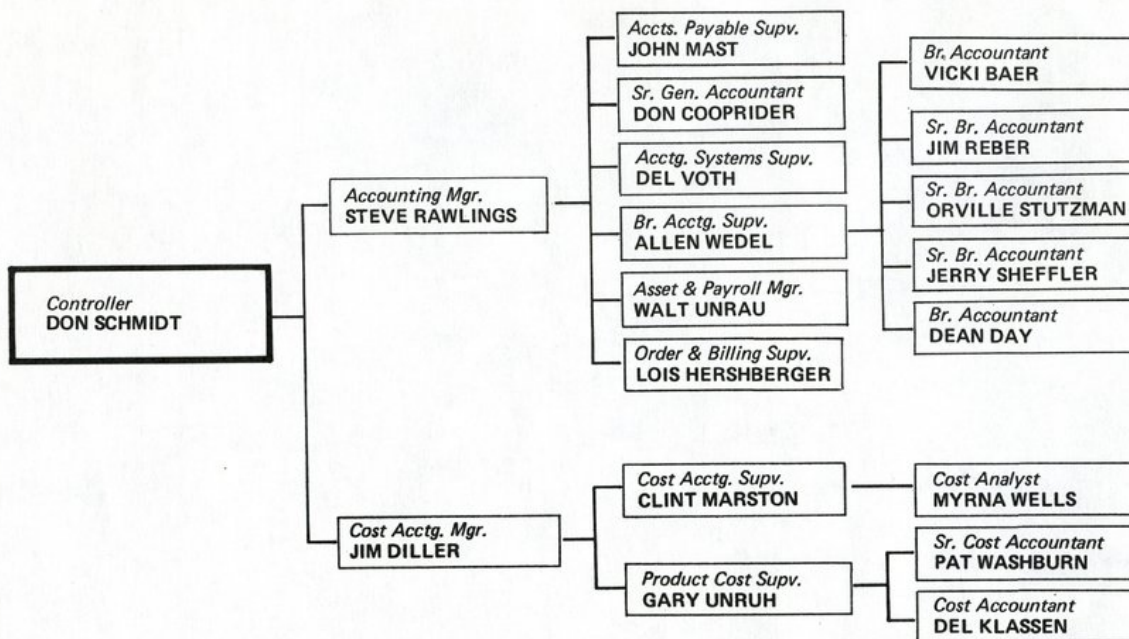 Controller
DON SCHMIDT
Accounting Mgr.
STEVE RAWLINGS
Accts. Payable Supv.
JOHN MAST
Sr. Gen. Accountant
DON COOPRIDER
Acctg. Systems Supv.
DEL VOTH
Br. Acctg. Supv.
ALLEN WEDEL
Asset & Payroll Mgr.
WALT UNRAU
Order & Billing Supv.
LOIS HERSHBERGER
Br. Accountant
VICKI BAER
Sr. Br. Accountant
JIM REBER
Sr. Br. Accountant
ORVILLE STUTZMAN
Sr. Br. Accountant
JERRY SHEFFLER
Br. Accountant
DEAN DAY
Cost Acctg. Mgr.
JIM DILLER
Cost Acctg. Supv.
CLINT MARSTON
Cost Analyst
MYRNA WELLS
Product Cost Supv.
GARY UNRUH
Sr. Cost Accountant
PAT WASHBURN
Cost Accountant
DEL KLASSEN